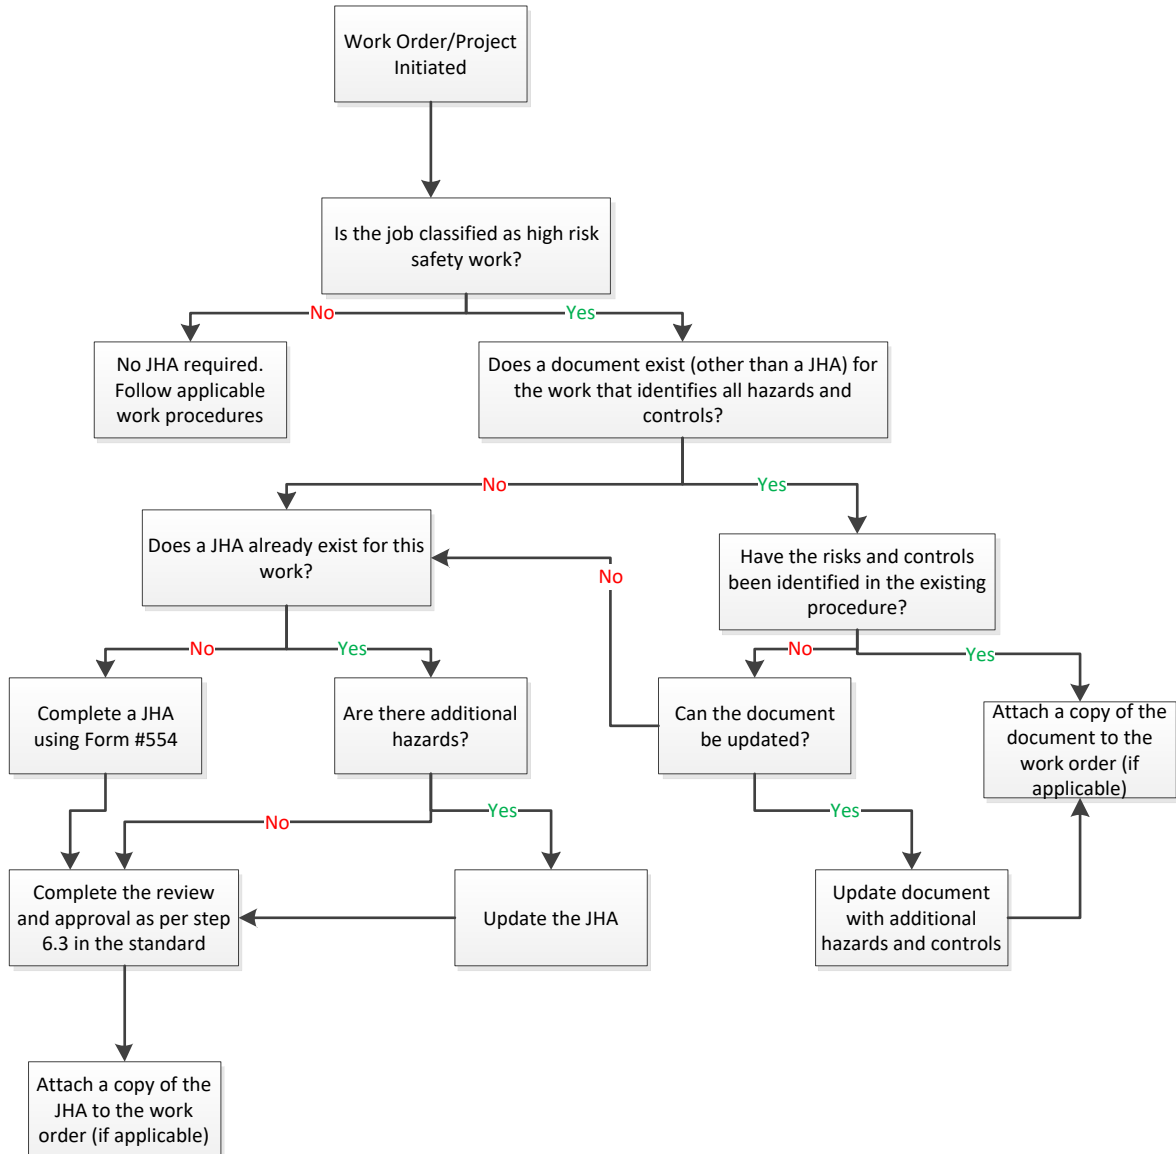 Work Order/Project
Initiated
Is the job classified as high risk
safety work?
No
Yes
No JHA required.
Follow applicable
work procedures
Does a document exist (other than a JHA) for
the work that identifies all hazards and
controls?
No
Yes
Does a JHA already exist for this
work?
Have the risks and controls
been identified in the existing
procedure?
No
No
Yes
No
Yes
Complete a JHA
using Form #554
Are there additional
hazards?
Can the document
be updated?
Attach a copy of the
document to the
work order (if
applicable)
No
Yes
Yes
Complete the review
and approval as per step
6.3 in the standard
Update the JHA
Update document
with additional
hazards and controls
Attach a copy of the
JHA to the work
order (if applicable)